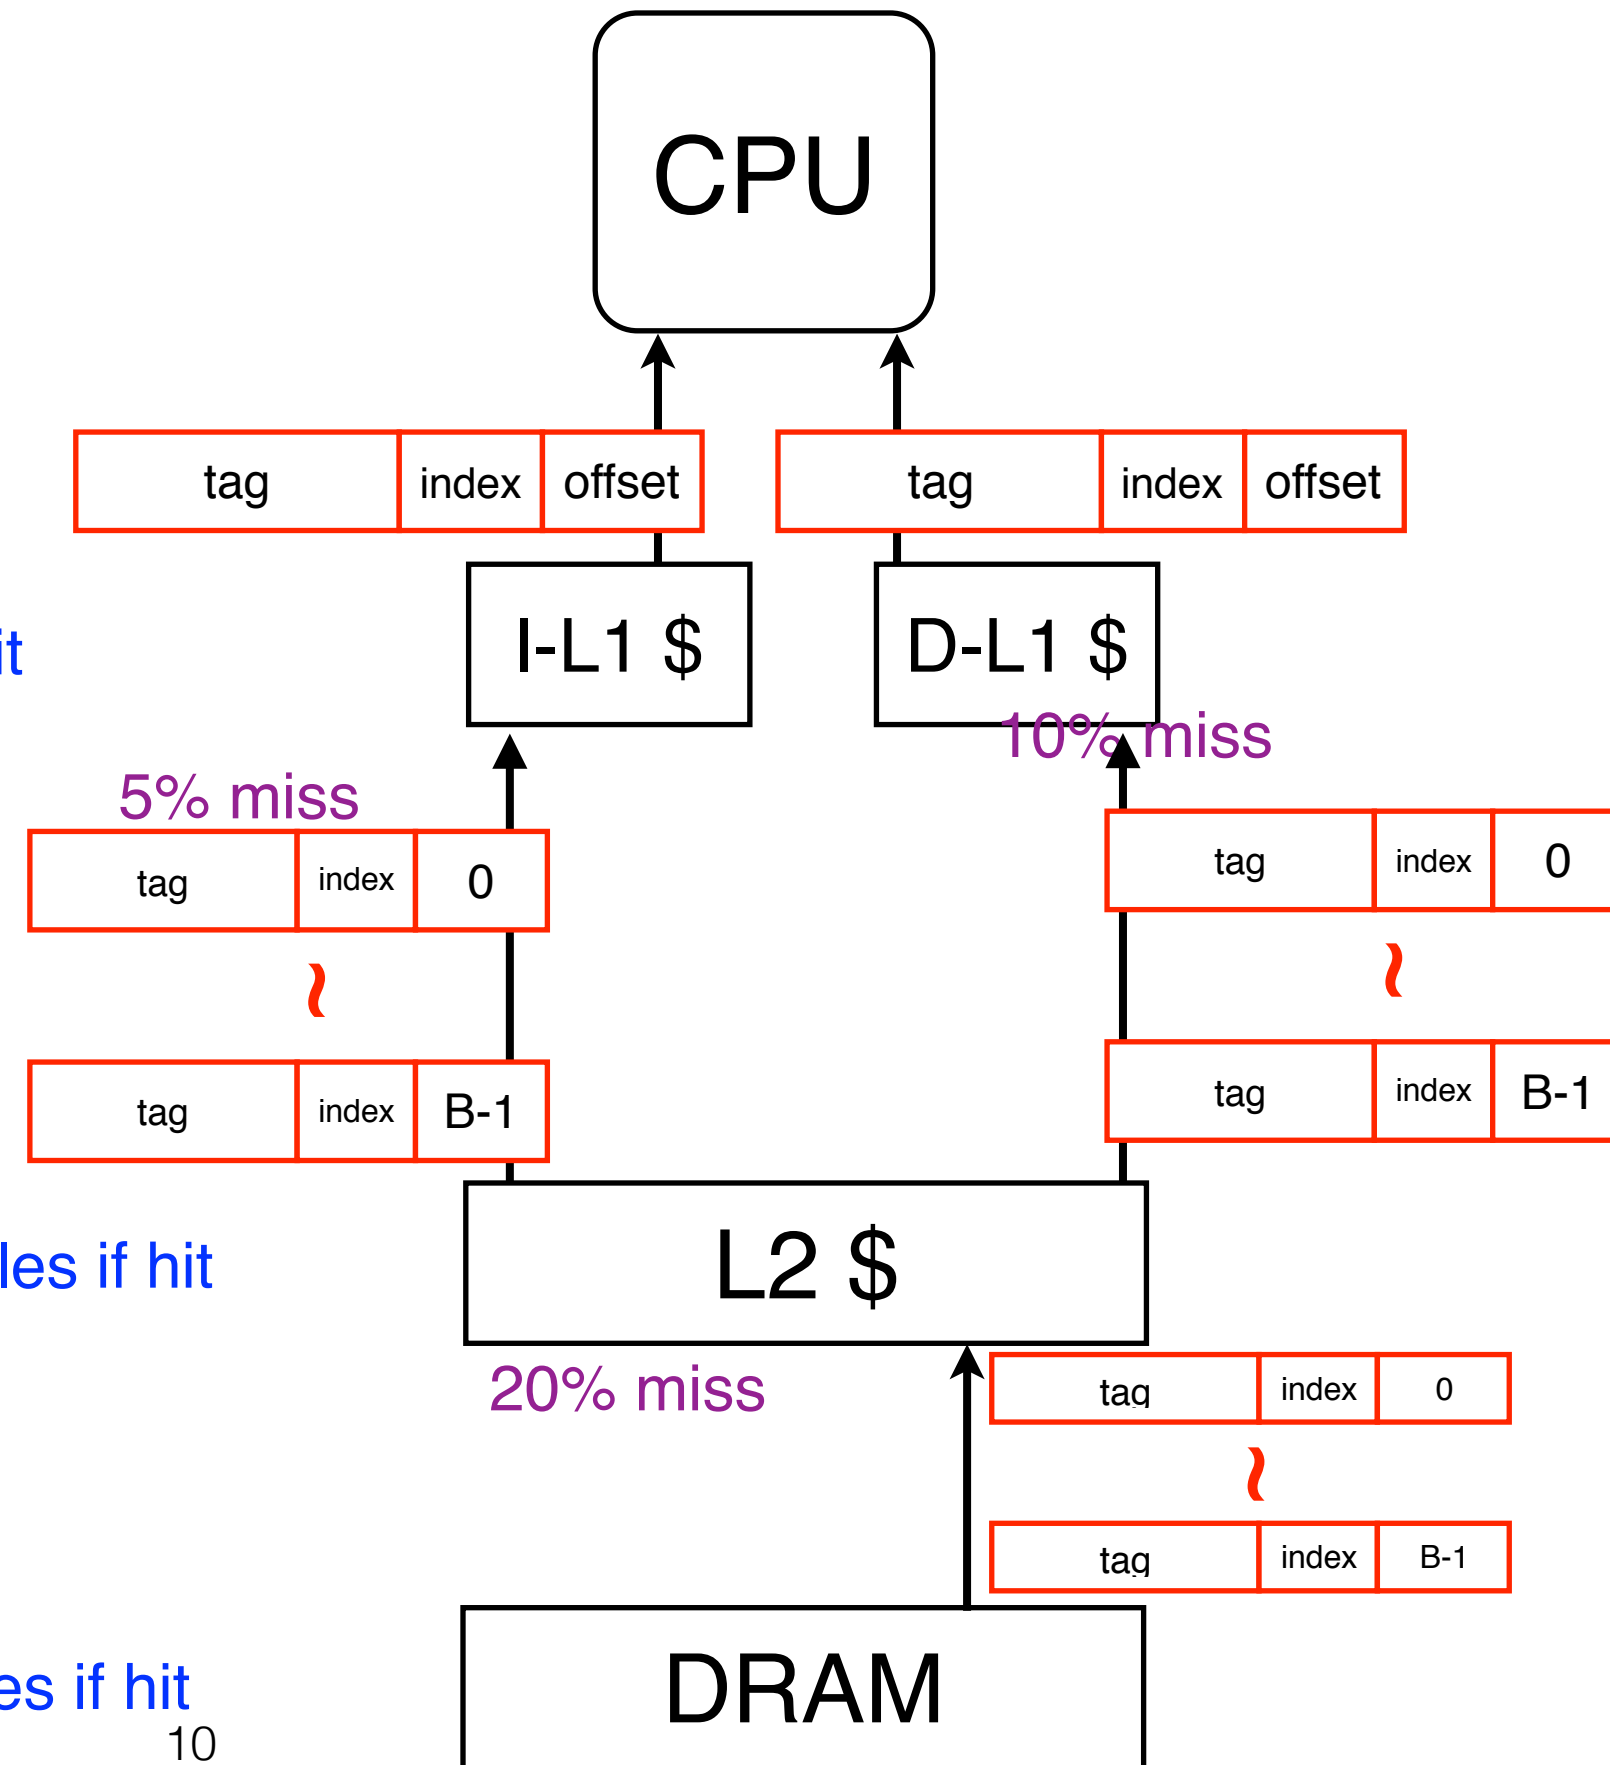 CPU
tag index offset
tag index offset
I-L1 $
D-L1 $
it
10% miss
5% miss
tag index 0
tag index 0
~
~
tag index B-1
tag index B-1
L2 $
les if hit
20% miss
tag index 0
~
tag index B-1
DRAM
es if hit
10